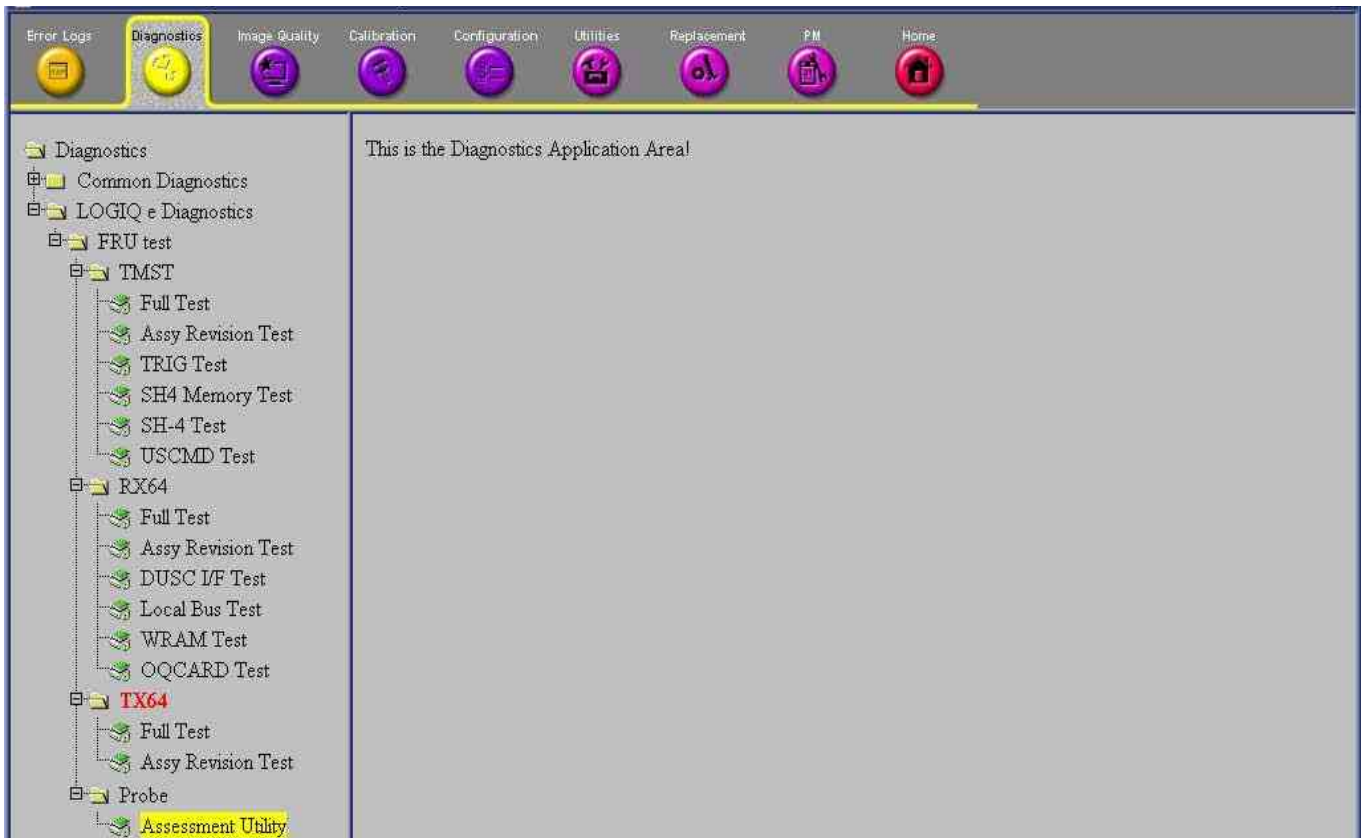 Error Logs
Diagnostics
Image Quality
Calibration
Configuration
Utilities
Replacement
PM
Home
Diagnostics
Common Diagnostics
LOGIQ e Diagnostics
FRU test
TMST
Full Test
Assy Revision Test
TRIG Test
SH4 Memory Test
SH-4 Test
USCMD Test
RX64
Full Test
Assy Revision Test
DUSC I/F Test
Local Bus Test
WRAM Test
OQCARD Test
TX64
Full Test
Assy Revision Test
Probe
Assessment Utility
This is the Diagnostics Application Area!